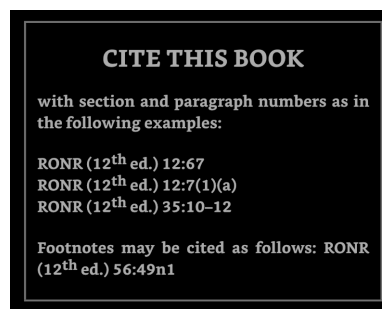 CITE THIS BOOK
with section and paragraph numbers as in
the following examples:
RONR (12th ed.) 12:67
RONR (12th ed.) 12:7(1)(a)
RONR (12th ed.) 35:10–12
Footnotes may be cited as follows: RONR
(12th ed.) 56:49n1